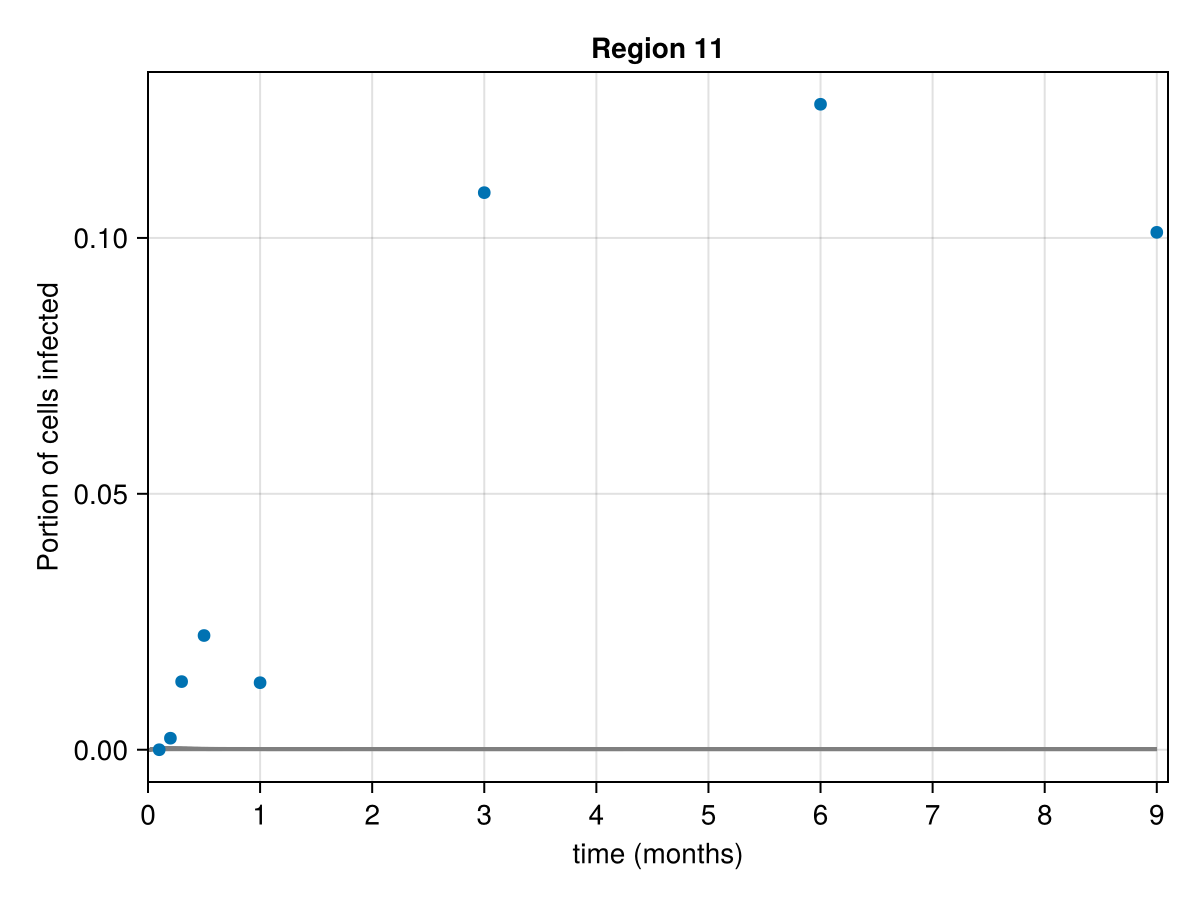 Region 11
Portion of cells infected
0.10
0.05
0.00
0 1 2 3 4 5 6 7 8 9
time (months)